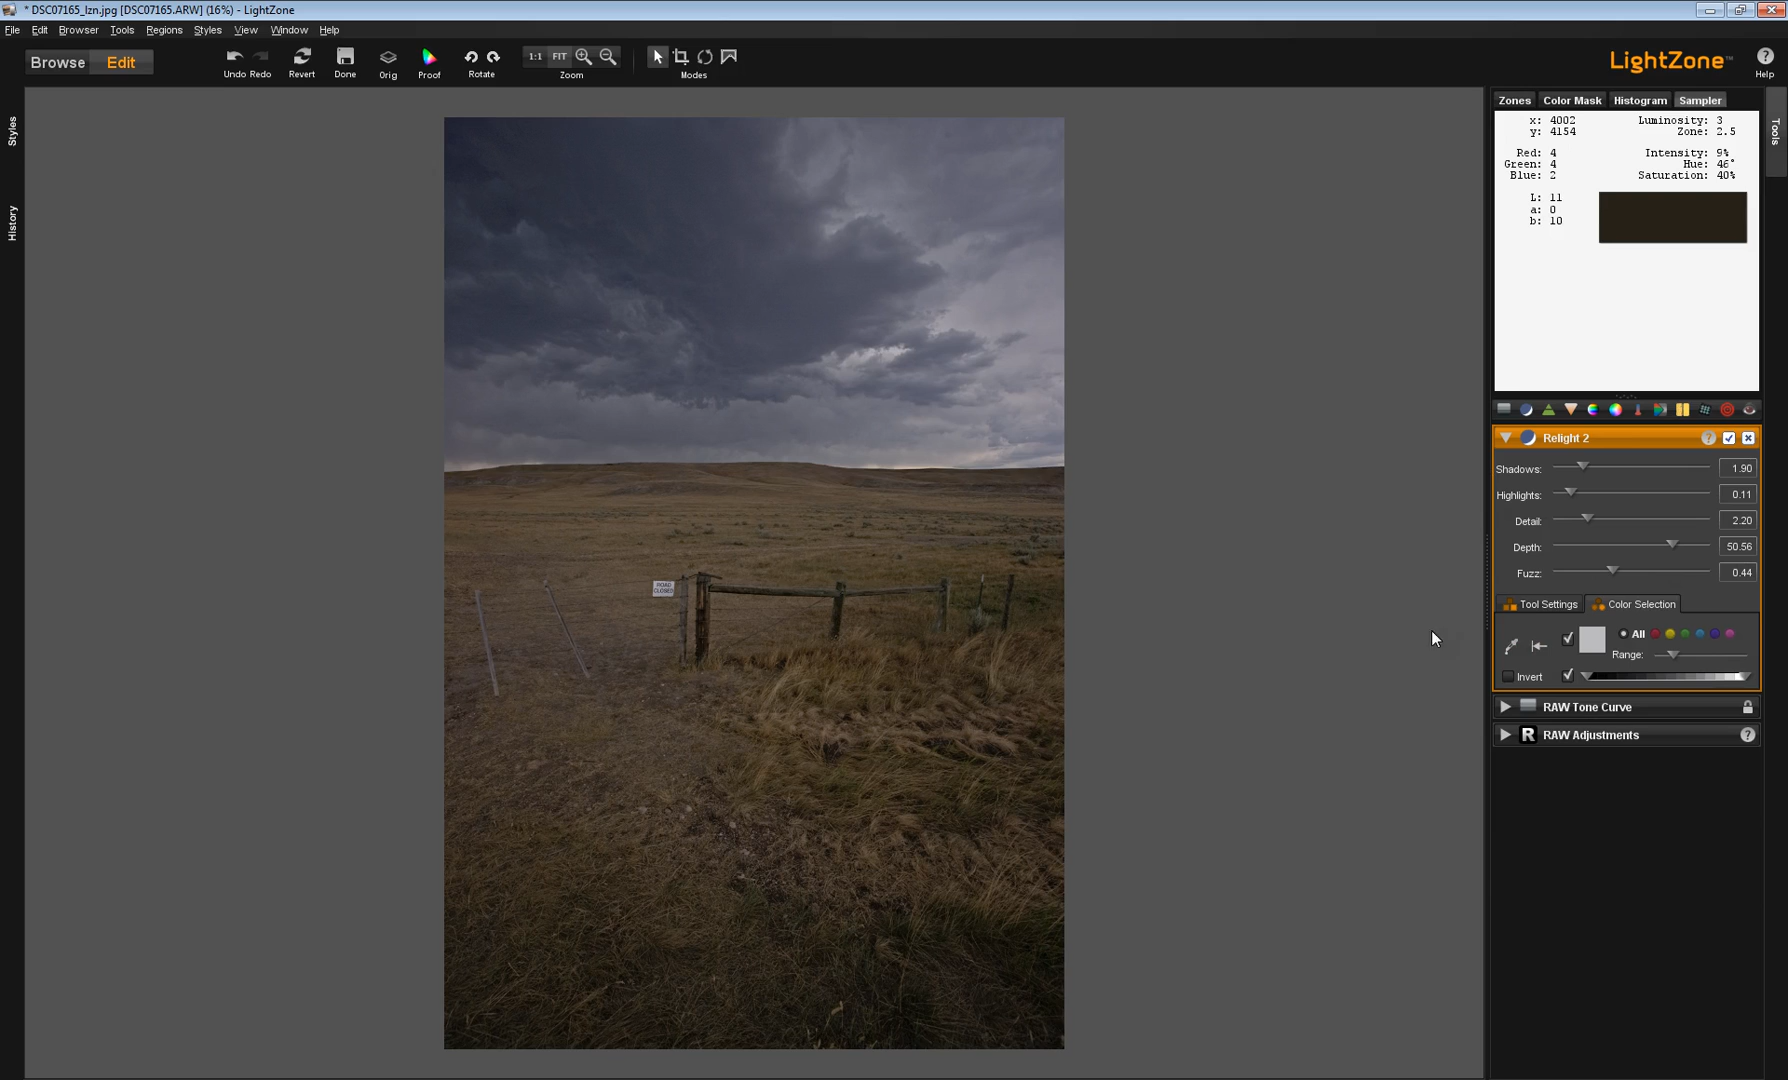 * DSC07165_lzn.jpg [DSC07165.ARW] (16%) - LightZone
File Edit Browser Tools Regions Styles View Window Help
Browse Edit
Undo Redo Revert Done Orig Proof Rotate
1:1 FIT
Zoom
Modes
LightZone™
Help
Styles
History
Tools
Zones Color Mask Histogram Sampler
x: 4002 Luminosity: 3
y: 4154 Zone: 2.5
Red: 4 Intensity: 9%
Green: 4 Hue: 46°
Blue: 2 Saturation: 40%
L: 11
a: 0
b: 10
Relight 2
Shadows: 1.90
Highlights: 0.11
Detail: 2.20
Depth: 50.56
Fuzz: 0.44
Tool Settings Color Selection
All
Range:
Invert
RAW Tone Curve
R RAW Adjustments
ROAD
CLOSED